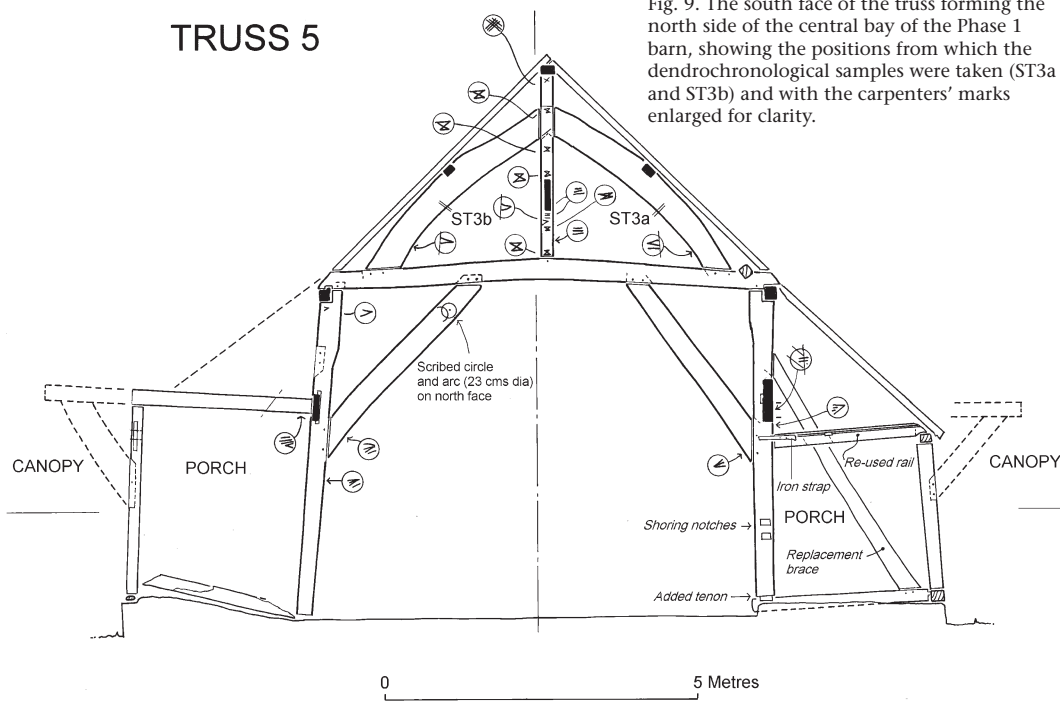 TRUSS 5
Fig. 9. The south face of the truss forming the
north side of the central bay of the Phase 1
barn, showing the positions from which the
dendrochronological samples were taken (ST3a
and ST3b) and with the carpenters’ marks
enlarged for clarity.
ST3b
ST3a
Scribed circle
and arc (23 cms dia)
on north face
CANOPY
PORCH
Re-used rail
CANOPY
Iron strap
Shoring notches
PORCH
Replacement
brace
Added tenon
0
5 Metres